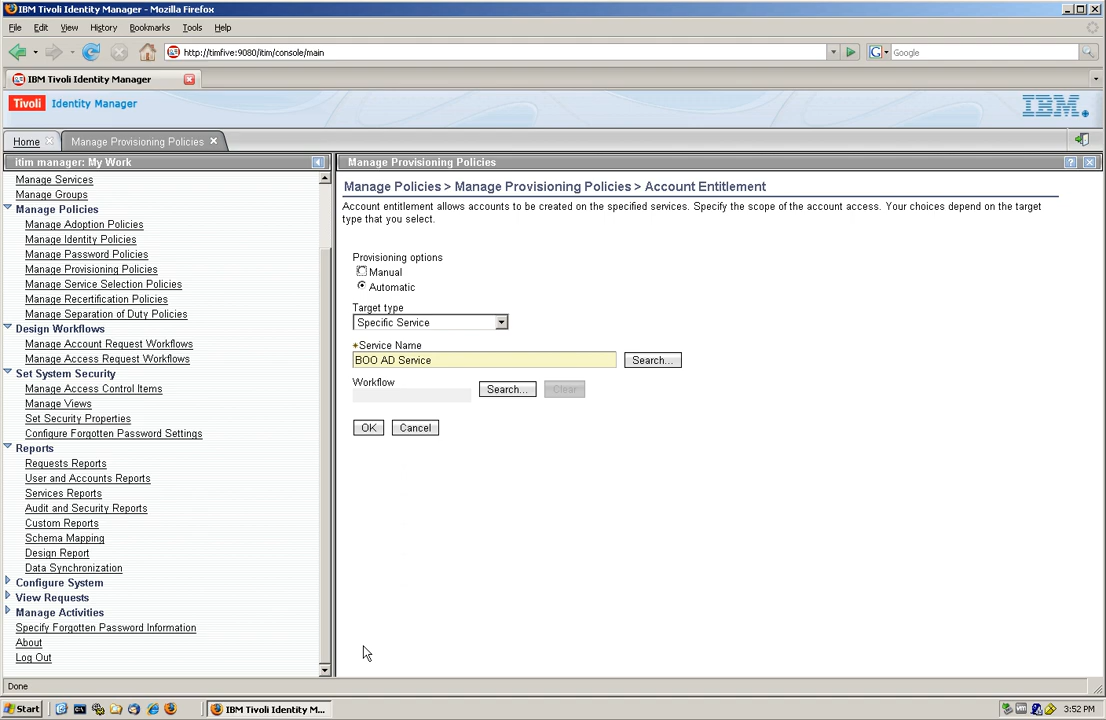 IBM Tivoli Identity Manager - Mozilla Firefox
File Edit View History Bookmarks Tools Help
http://timfive:9080/itim/console/main
Google
IBM Tivoli Identity Manager
Tivoli Identity Manager
IBM.
Home
Manage Provisioning Policies
itim manager: My Work
Manage Services
Manage Groups
Manage Policies
Manage Adoption Policies
Manage Identity Policies
Manage Password Policies
Manage Provisioning Policies
Manage Service Selection Policies
Manage Recertification Policies
Manage Separation of Duty Policies
Design Workflows
Manage Account Request Workflows
Manage Access Request Workflows
Set System Security
Manage Access Control Items
Manage Views
Set Security Properties
Configure Forgotten Password Settings
Reports
Requests Reports
User and Accounts Reports
Services Reports
Audit and Security Reports
Custom Reports
Schema Mapping
Design Report
Data Synchronization
Configure System
View Requests
Manage Activities
Specify Forgotten Password Information
About
Log Out
Manage Provisioning Policies
Manage Policies > Manage Provisioning Policies > Account Entitlement
Account entitlement allows accounts to be created on the specified services. Specify the scope of the account access. Your choices depend on the target
type that you select.
Provisioning options
Manual
Automatic
Target type
Specific Service
Service Name
BOO AD Service
Search...
Workflow
Search...
Clear
OK
Cancel
Done
Start
IBM Tivoli Identity M...
3:52 PM